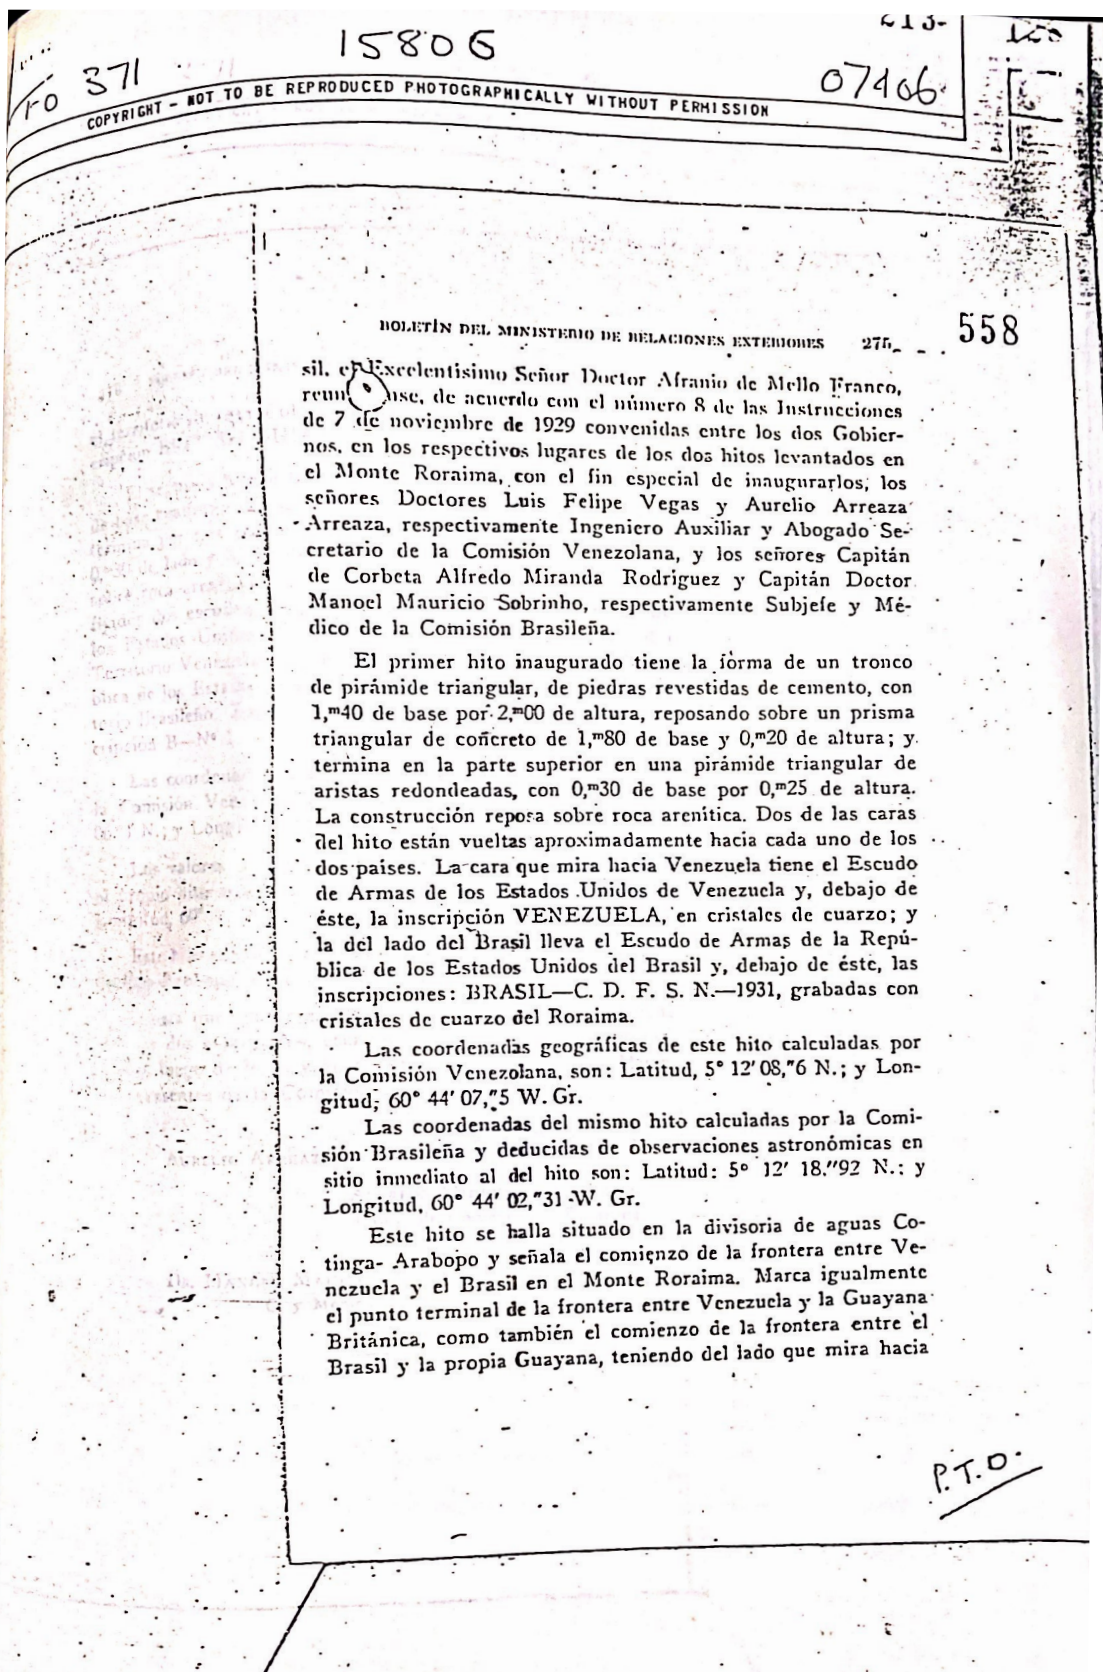 15806
FO 371
07406
COPYRIGHT - NOT TO BE REPRODUCED PHOTOGRAPHICALLY WITHOUT PERMISSION
BOLETÍN DEL MINISTERIO DE RELACIONES EXTERIORES 275
558
sil, el Excelentísimo Señor Doctor Afranio de Mello Franco,
de acuerdo con el número 8 de las Instrucciones
de 7 de noviembre de 1929 convenidas entre los dos Gobier-
nos, en los respectivos lugares de los dos hitos levantados en
el Monte Roraima, con el fin especial de inaugurarlos, los
señores Doctores Luis Felipe Vegas y Aurelio Arreaza
Arreaza, respectivamente Ingeniero Auxiliar y Abogado Se-
cretario de la Comisión Venezolana, y los señores Capitán
de Corbeta Alfredo Miranda Rodríguez y Capitán Doctor
Manoel Mauricio Sobrinho, respectivamente Subjefe y Mé-
dico de la Comisión Brasileña.
El primer hito inaugurado tiene la forma de un tronco
de pirámide triangular, de piedras revestidas de cemento, con
1,ᵐ40 de base por 2,ᵐ00 de altura, reposando sobre un prisma
triangular de concreto de 1,ᵐ80 de base y 0,ᵐ20 de altura; y
termina en la parte superior en una pirámide triangular de
aristas redondeadas, con 0,ᵐ30 de base por 0,ᵐ25 de altura.
La construcción reposa sobre roca arenítica. Dos de las caras
del hito están vueltas aproximadamente hacia cada uno de los
dos países. La cara que mira hacia Venezuela tiene el Escudo
de Armas de los Estados Unidos de Venezuela y, debajo de
éste, la inscripción VENEZUELA, en cristales de cuarzo; y
la del lado del Brasil lleva el Escudo de Armas de la Repú-
blica de los Estados Unidos del Brasil y, debajo de éste, las
inscripciones: BRASIL—C. D. F. S. N.—1931, grabadas con
cristales de cuarzo del Roraima.
Las coordenadas geográficas de este hito calculadas por
la Comisión Venezolana, son: Latitud, 5° 12' 08,"6 N.; y Lon-
gitud, 60° 44' 07,"5 W. Gr.
Las coordenadas del mismo hito calculadas por la Comi-
sión Brasileña y deducidas de observaciones astronómicas en
sitio inmediato al del hito son: Latitud: 5° 12' 18."92 N.: y
Longitud, 60° 44' 02,"31 W. Gr.
Este hito se halla situado en la divisoria de aguas Co-
tinga- Arabopo y señala el comienzo de la frontera entre Ve-
nezuela y el Brasil en el Monte Roraima. Marca igualmente
el punto terminal de la frontera entre Venezuela y la Guayana
Británica, como también el comienzo de la frontera entre el
Brasil y la propia Guayana, teniendo del lado que mira hacia
P.T.O.